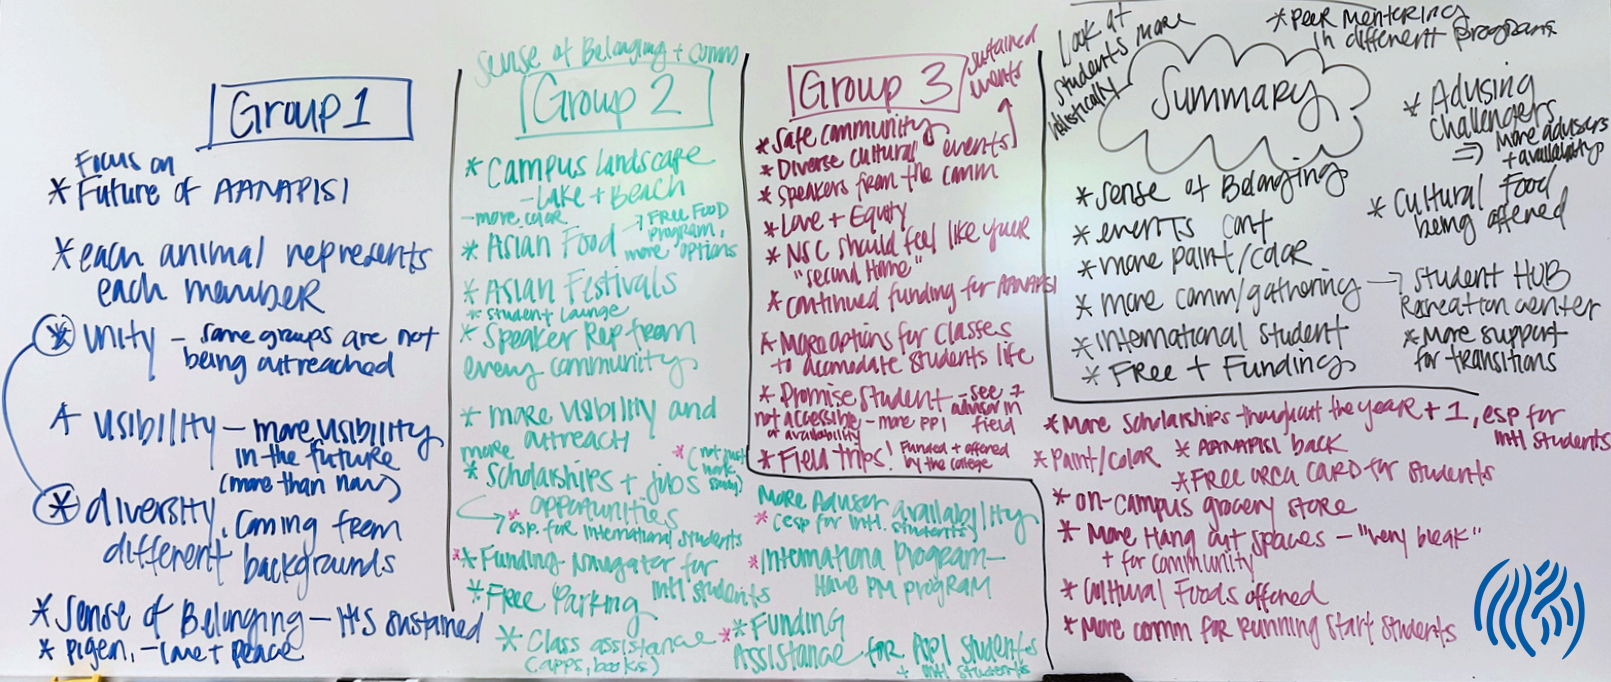 Group 1
Focus on
* Future of AANAPISI
* each animal represents
each member
* Unity – some groups are not
being outreached
* Visibility – more visibility
in the future
(more than now)
* diversity, coming from
different backgrounds
* Sense of Belonging – It's sustained
* pigen, – love + peace
Sense of Belonging + comm
Group 2
* Campus landscape
– Lake + Beach
– more color
* Asian Food → Free Food
program,
more options
* Asian Festivals
* Student Lounge
* Speaker Rep from
every community
* more visibility and
outreach
more
* Scholarships + jobs * (not just
work
study)
opportunities
→ * esp. for international students
* Funding Navigator for
intl students
* Free Parking
* Class assistance
(apps, books)
More Adviser availability
* (esp for intl. students)
* International Program –
Have PM program
* * Funding
Assistance for AAPI students
+ intl students
Group 3
sustained
events
* Safe community
* Diverse cultural events
* Speakers from the comm
* Love + Equity
* NSC should feel like your
"second Home"
* continued funding for AANAPISI
* More options for classes
to acomodate students life
* Promise Student – see
advisor in
field
not accessible – more PPl
availability
* Field trips! Funded + offered
by the college
Look at
students more
holistically
Summary
* Peer Mentoring
in different programs
* Sense of Belonging
* events cont
* more paint/color
* more comm/gathering → Student HUB
Recreation center
* International Student
* Free + Funding
* Advising
challengers
⇒ More advisers
+ availability
* Cultural Food
being offered
* More support
for transitions
* More Scholarships thoughout the year + 1, esp for
intl students
* Paint/color
* AANAPISI back
* Free orca card for students
* on-campus grocery store
* More Hang out spaces – "very bleak"
+ for community
* Cultural Foods offered
* More comm for Running Start students